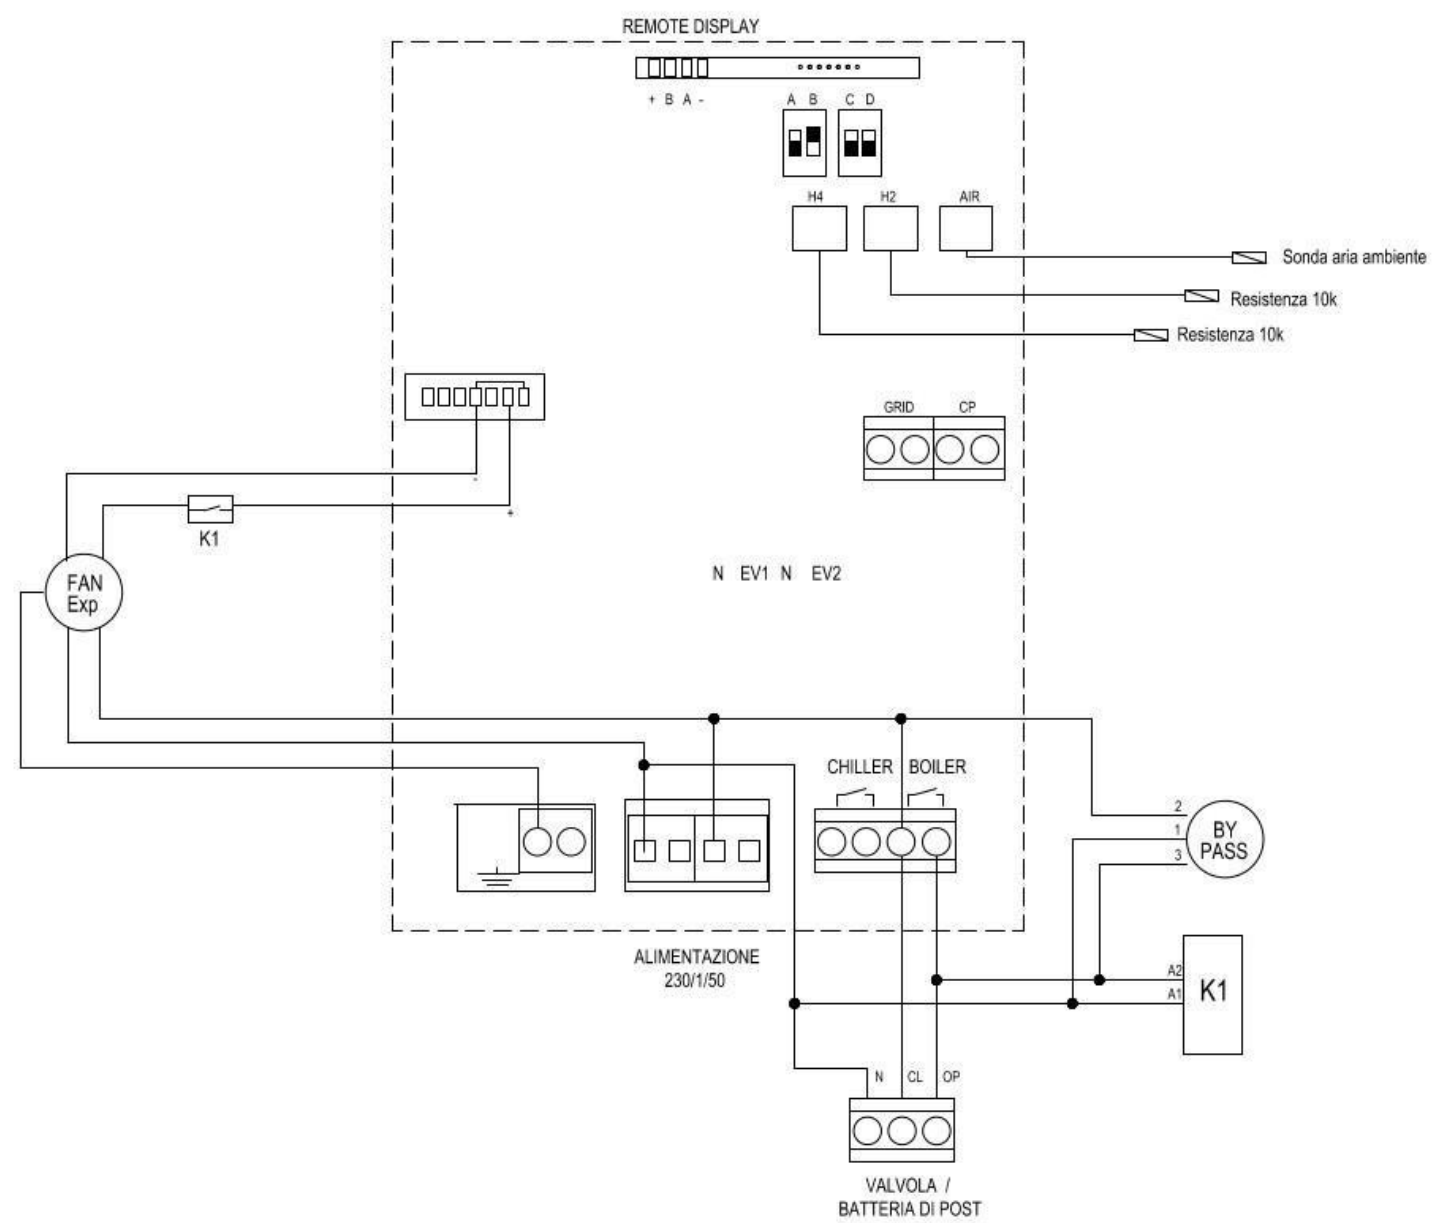 REMOTE DISPLAY
+ B A -
A B C D
H4 H2 AIR
Sonda aria ambiente
Resistenza 10k
Resistenza 10k
GRID CP
-
+
K1
FAN
Exp
N EV1 N EV2
CHILLER BOILER
2
1
3
BY
PASS
ALIMENTAZIONE
230/1/50
A2
A1
K1
N CL OP
VALVOLA /
BATTERIA DI POST